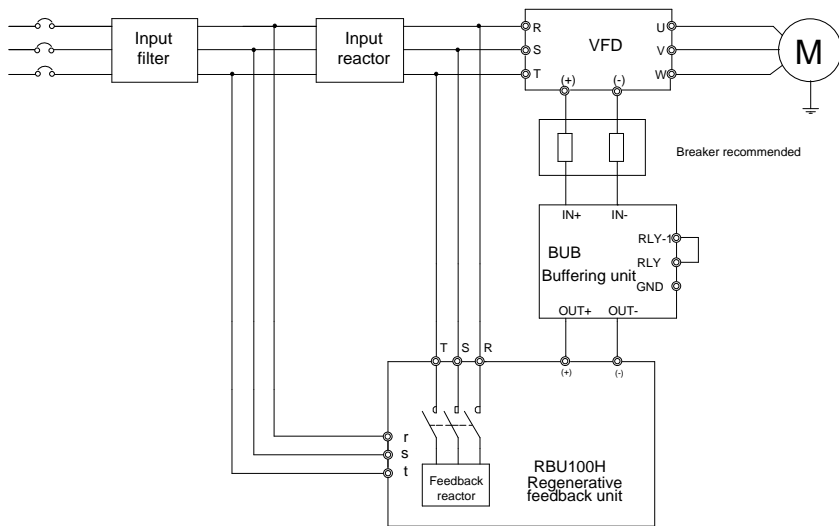 Input
filter
Input
reactor
R
S
T
VFD
(+)
(-)
U
V
W
M
Breaker recommended
IN+
IN-
BUB
Buffering unit
RLY-1
RLY
GND
OUT+
OUT-
T
S
R
(+)
(-)
r
s
t
Feedback
reactor
RBU100H
Regenerative
feedback unit